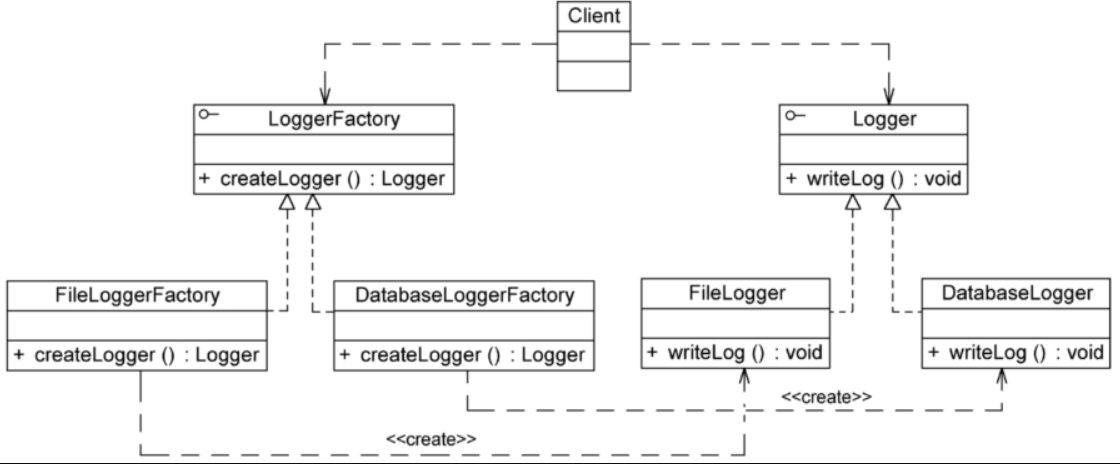 Client
LoggerFactory
+ createLogger () : Logger
Logger
+ writeLog () : void
FileLoggerFactory
+ createLogger () : Logger
DatabaseLoggerFactory
+ createLogger () : Logger
FileLogger
+ writeLog () : void
DatabaseLogger
+ writeLog () : void
<<create>>
<<create>>